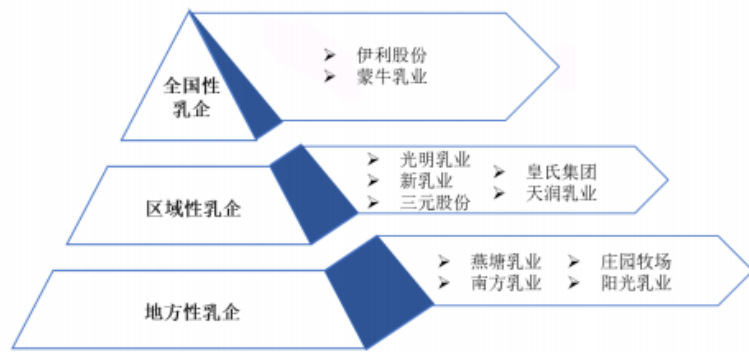 全国性
乳企
➢ 伊利股份
➢ 蒙牛乳业
区域性乳企
➢ 光明乳业
➢ 新乳业
➢ 三元股份
➢ 皇氏集团
➢ 天润乳业
地方性乳企
➢ 燕塘乳业
➢ 南方乳业
➢ 庄园牧场
➢ 阳光乳业